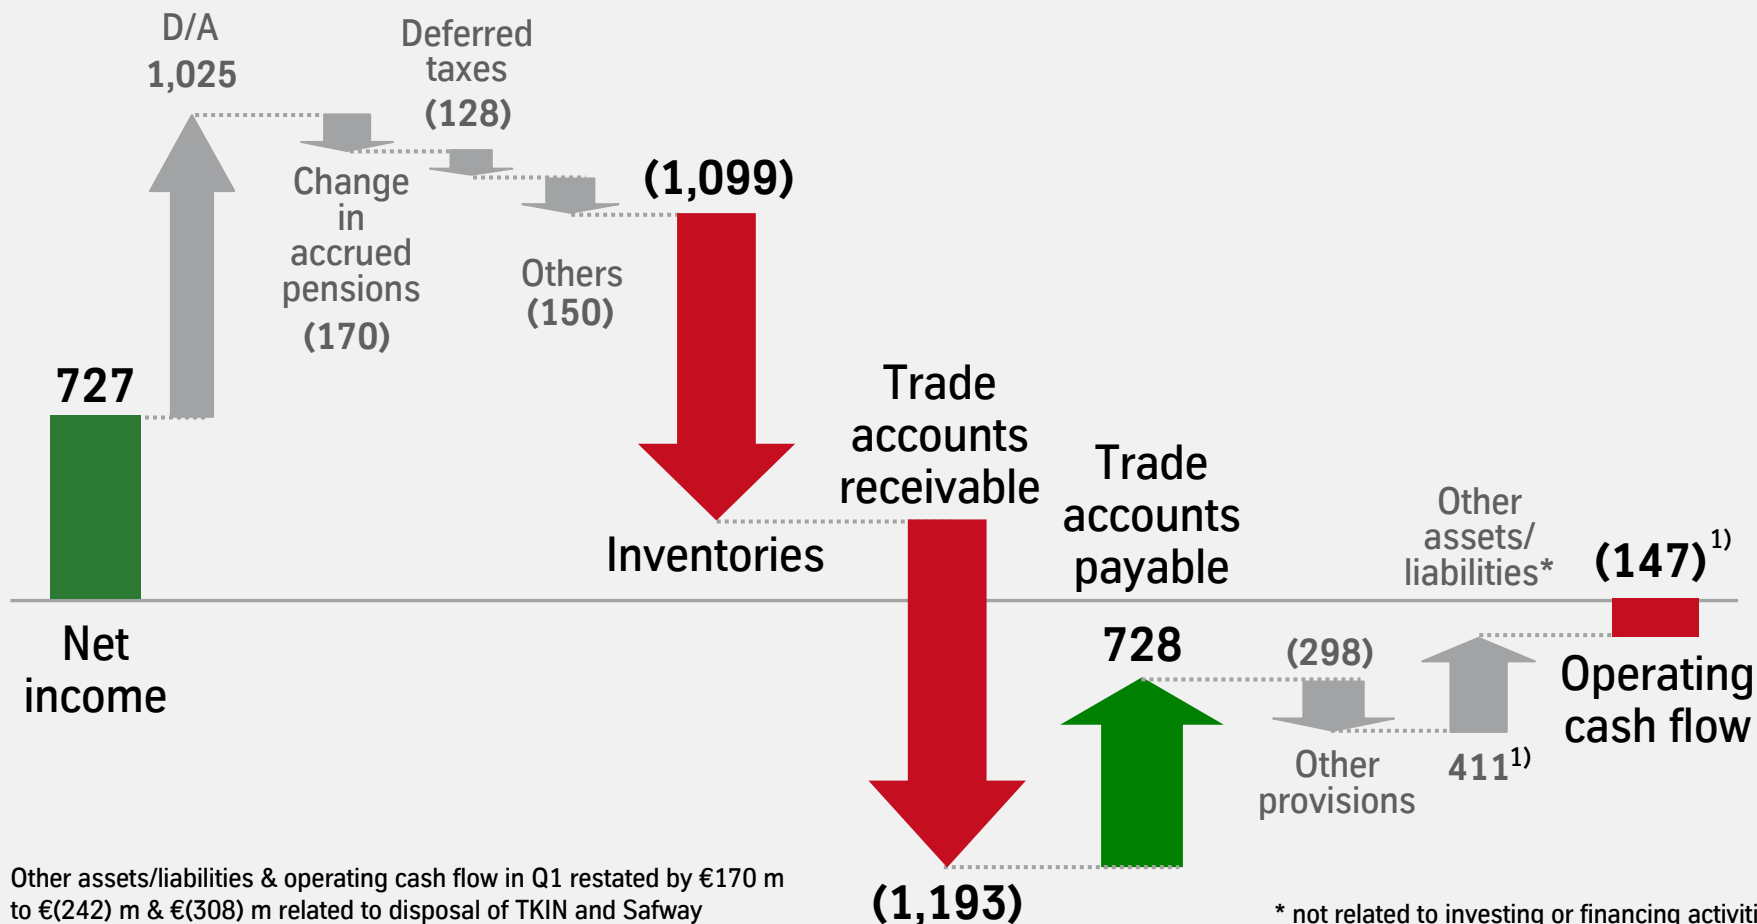 D/A
1,025
Deferred
taxes
(128)
Change
in
accrued
pensions
(170)
Others
(150)
(1,099)
Inventories
727
Net
income
Trade
accounts
receivable
(1,193)
Trade
accounts
payable
728
(298)
Other
provisions
Other
assets/
liabilities*
411 1)
(147) 1)
Operating
cash flow
Other assets/liabilities & operating cash flow in Q1 restated by €170 m
to €(242) m & €(308) m related to disposal of TKIN and Safway
* not related to investing or financing activiti